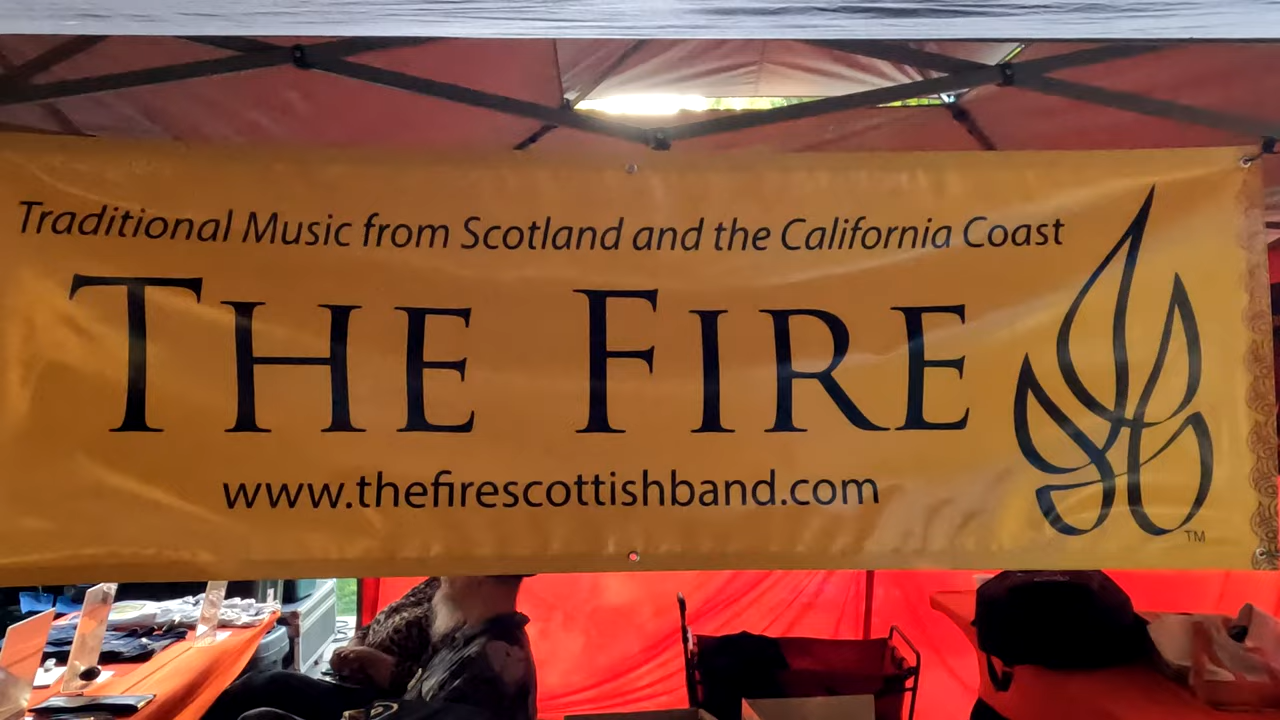 Traditional Music from Scotland and the California Coast
THE FIRE
www.thefirescottishband.com
TM